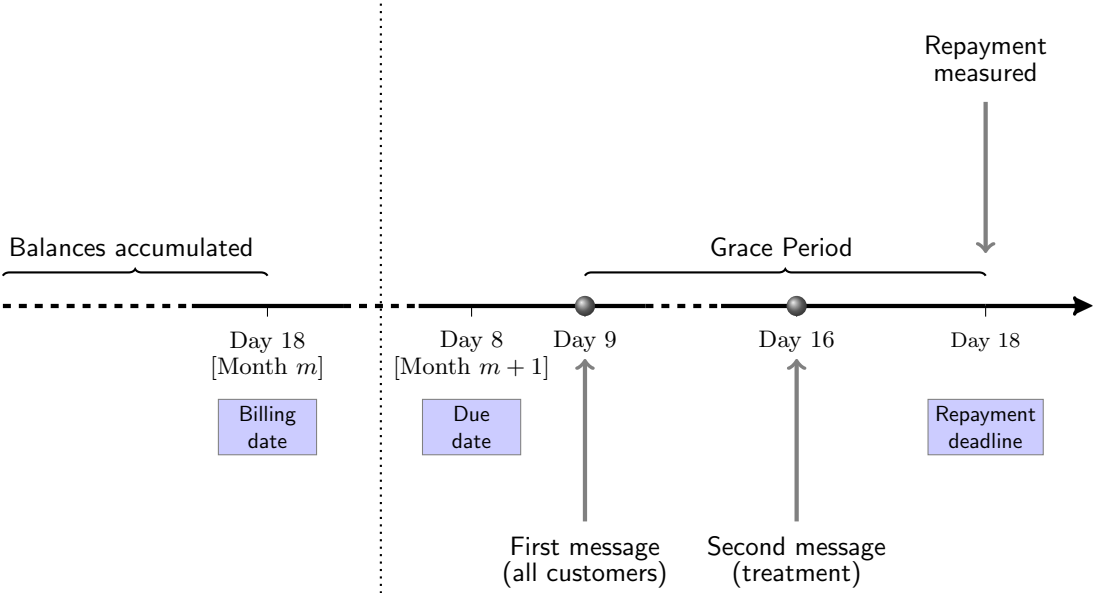 Repayment
measured
Balances accumulated
Grace Period
Day 18
[Month m]
Day 8
[Month m + 1]
Day 9
Day 16
Day 18
Billing
date
Due
date
Repayment
deadline
First message
(all customers)
Second message
(treatment)